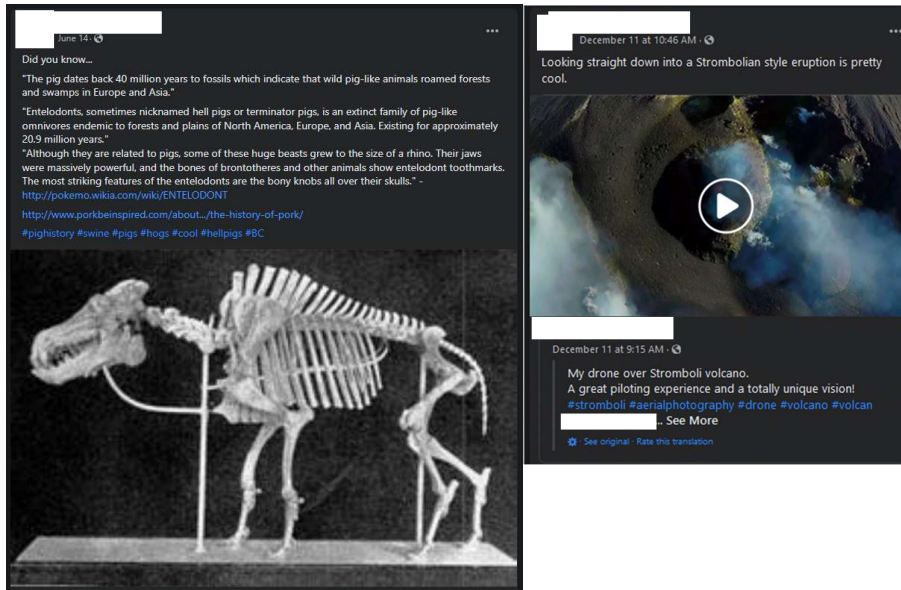 June 14 ·
Did you know...
"The pig dates back 40 million years to fossils which indicate that wild pig-like animals roamed forests
and swamps in Europe and Asia."
"Entelodonts, sometimes nicknamed hell pigs or terminator pigs, is an extinct family of pig-like
omnivores endemic to forests and plains of North America, Europe, and Asia. Existing for approximately
20.9 million years."
"Although they are related to pigs, some of these huge beasts grew to the size of a rhino. Their jaws
were massively powerful, and the bones of brontotheres and other animals show entelodont toothmarks.
The most striking features of the entelodonts are the bony knobs all over their skulls." -
http://pokemo.wikia.com/wiki/ENTELODONT
http://www.porkbeinspired.com/about.../the-history-of-pork/
#pighistory #swine #pigs #hogs #cool #hellpigs #BC
December 11 at 10:46 AM ·
Looking straight down into a Strombolian style eruption is pretty
cool.
December 11 at 9:15 AM ·
My drone over Stromboli volcano.
A great piloting experience and a totally unique vision!
#stromboli #aerialphotography #drone #volcano #volcan
... See More
· See original · Rate this translation